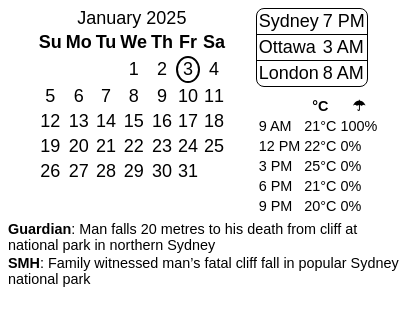 January 2025
Su Mo Tu We Th Fr Sa
1 2 3 4
5 6 7 8 9 10 11
12 13 14 15 16 17 18
19 20 21 22 23 24 25
26 27 28 29 30 31
Sydney 7 PM
Ottawa 3 AM
London 8 AM
°C ☂
9 AM 21°C 100%
12 PM 22°C 0%
3 PM 25°C 0%
6 PM 21°C 0%
9 PM 20°C 0%
Guardian: Man falls 20 metres to his death from cliff at
national park in northern Sydney
SMH: Family witnessed man’s fatal cliff fall in popular Sydney
national park